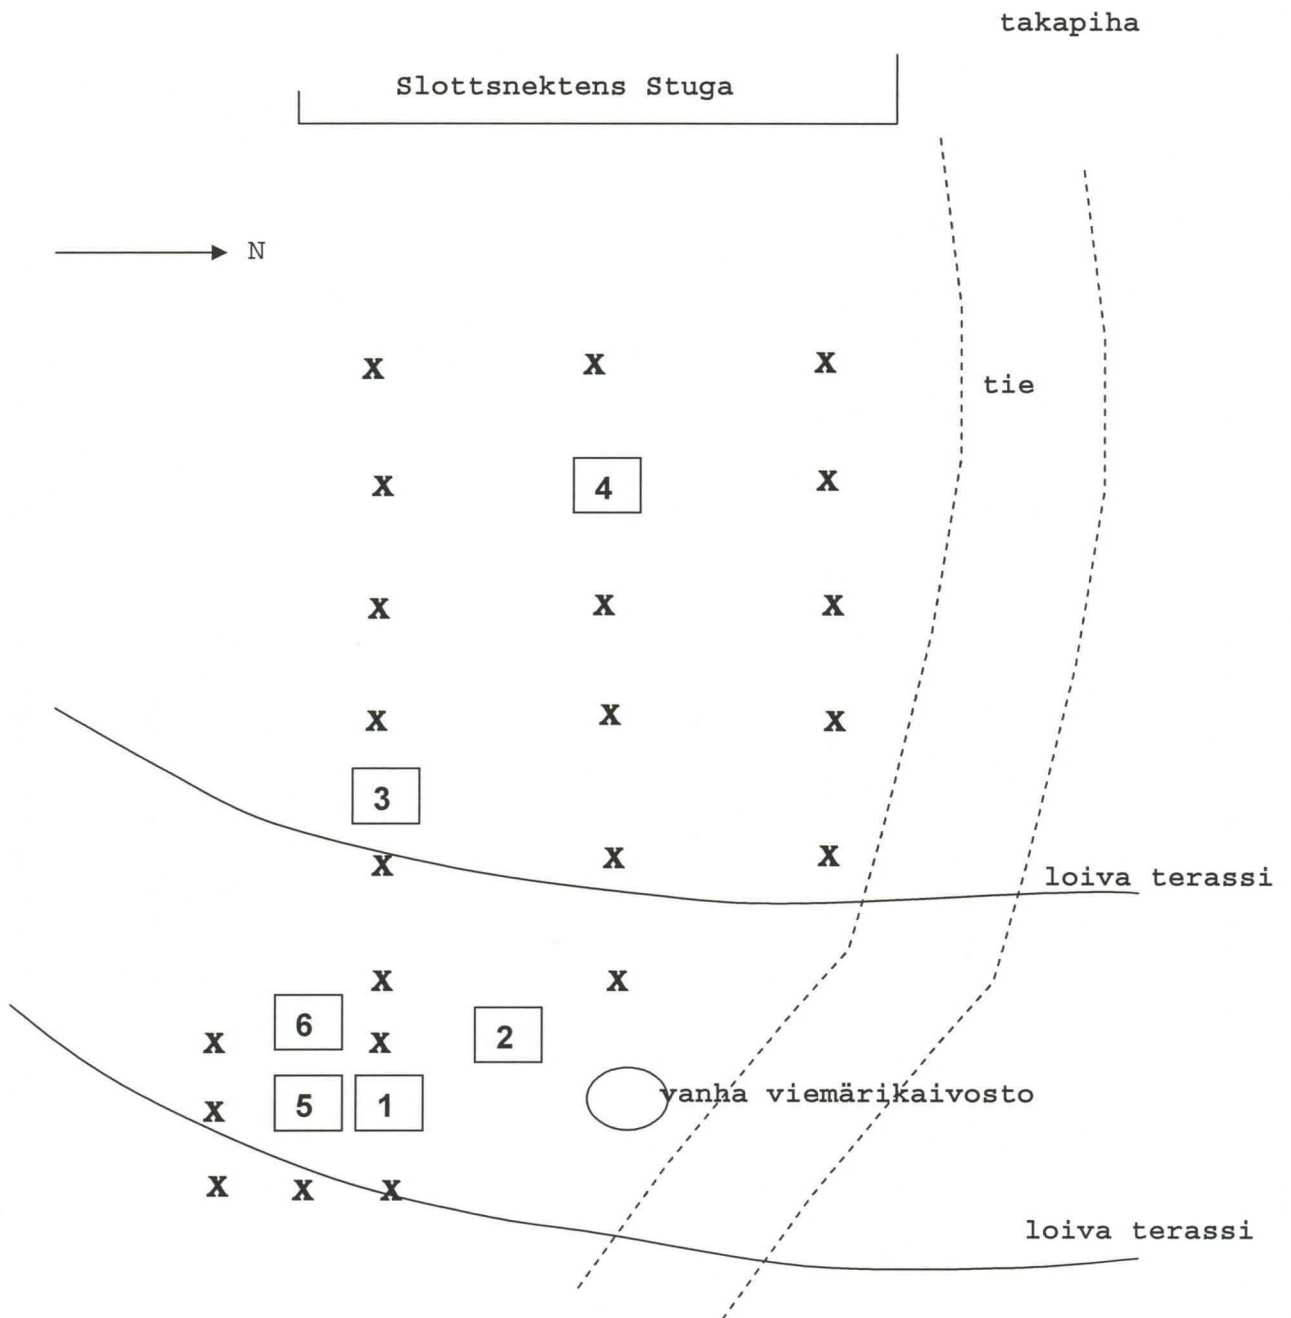 takapiha
Slottsnektens Stuga
N
X X X
tie
X 4 X
X X X
X X X
3
X X X
loiva terassi
X X
6 2
X X
5 1
X
vanha viemärikaivosto
X X X
loiva terassi